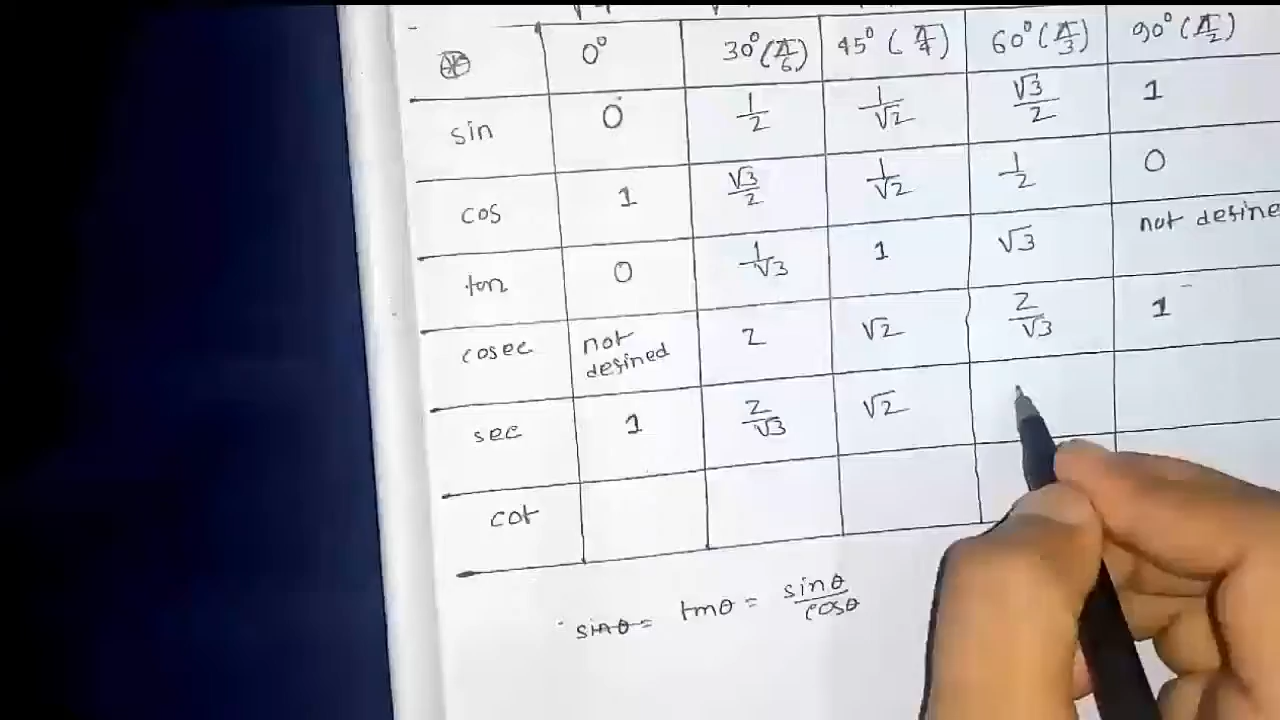 0° 30° (π/6) 45° (π/4) 60° (π/3) 90° (π/2)
sin 0 1/2 1/√2 √3/2 1
cos 1 √3/2 1/√2 1/2 0
tan 0 1/√3 1 √3 not define
cosec not defined 2 √2 2/√3 1
sec 1 2/√3 √2
cot
sinθ = tanθ = sinθ/cosθ